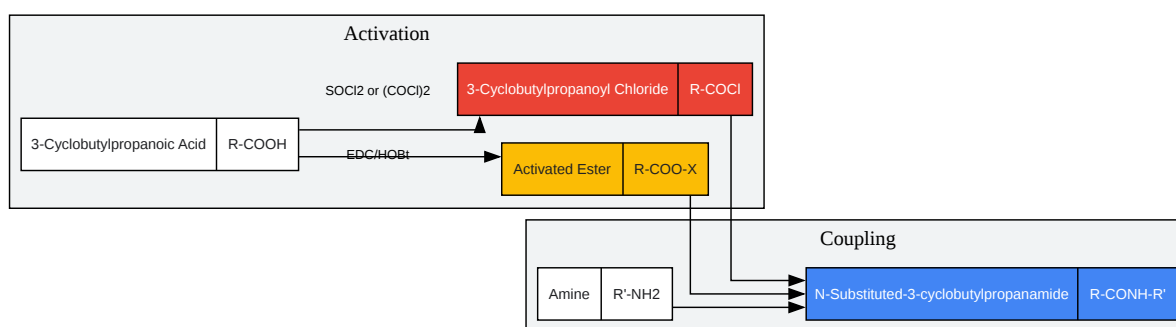 Activation
SOCl2 or (COCl)2
3-Cyclobutylpropanoyl Chloride
R-COCl
3-Cyclobutylpropanoic Acid
R-COOH
EDC/HOBt
Activated Ester
R-COO-X
Coupling
Amine
R'-NH2
N-Substituted-3-cyclobutylpropanamide
R-CONH-R'